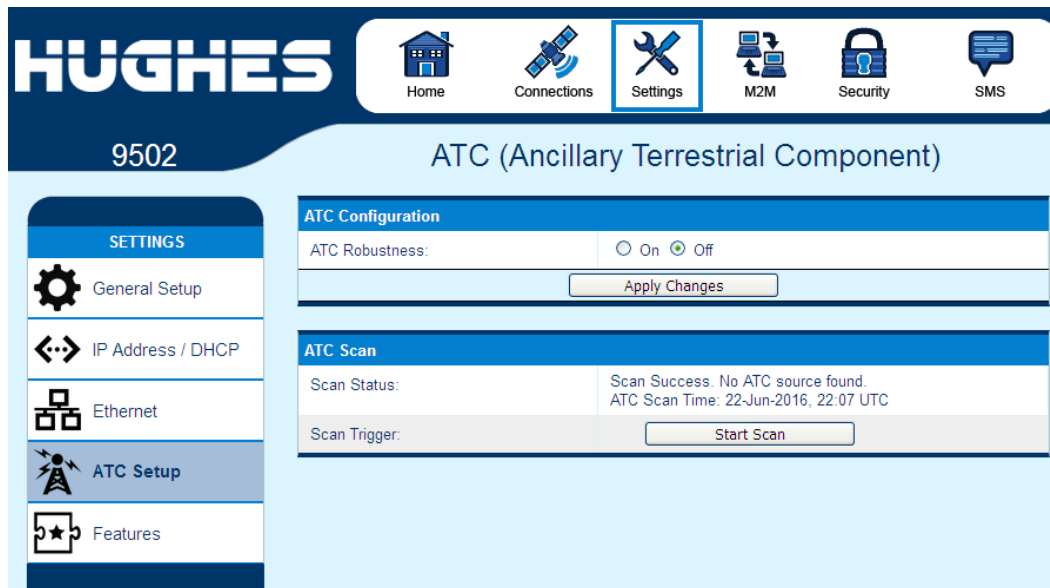 HUGHES
Home
Connections
Settings
M2M
Security
SMS
9502
ATC (Ancillary Terrestrial Component)
SETTINGS
General Setup
IP Address / DHCP
Ethernet
ATC Setup
Features
ATC Configuration
ATC Robustness:
On Off
Apply Changes
ATC Scan
Scan Status:
Scan Success. No ATC source found.
ATC Scan Time: 22-Jun-2016, 22:07 UTC
Scan Trigger:
Start Scan